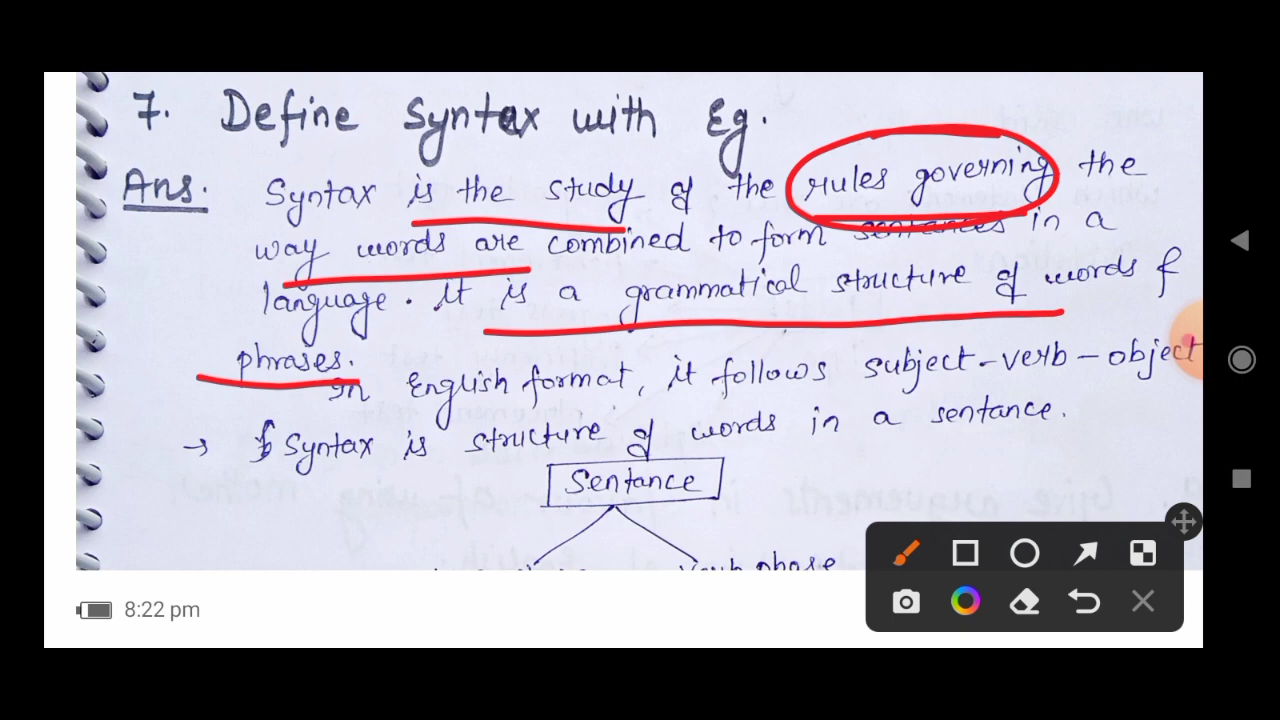 7. Define Syntax with Eg.
Ans. Syntax is the study of the rules governing the
way words are combined to form sentences in a
language. It is a grammatical structure of words &
phrases.
In English format, it follows subject-verb-object
→ Syntax is structure of words in a sentance.
Sentance
phase
8:22 pm